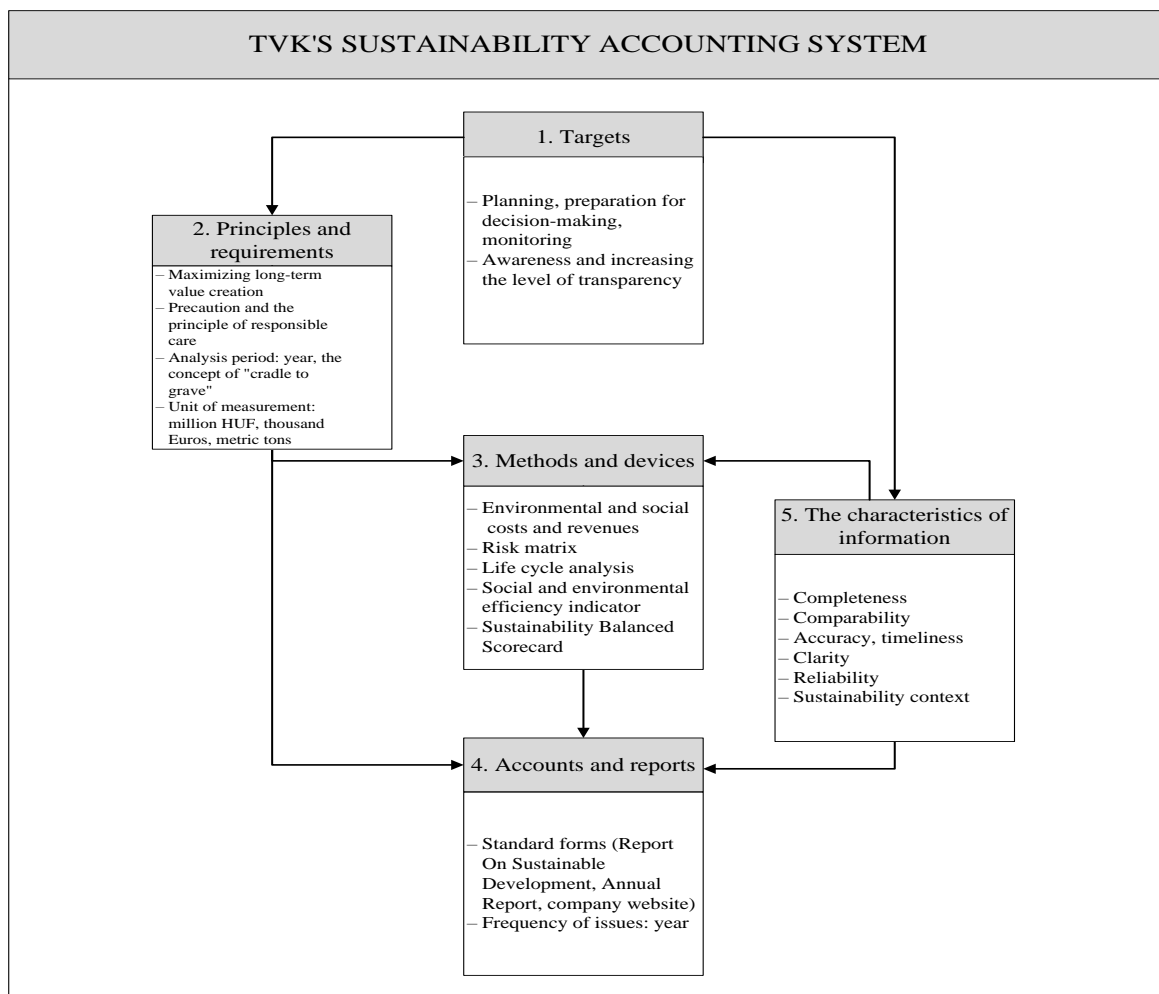 TVK'S SUSTAINABILITY ACCOUNTING SYSTEM
1. Targets
– Planning, preparation for
decision-making,
monitoring
– Awareness and increasing
the level of transparency
2. Principles and
requirements
– Maximizing long-term
value creation
– Precaution and the
principle of responsible
care
– Analysis period: year, the
concept of "cradle to
grave"
– Unit of measurement:
million HUF, thousand
Euros, metric tons
3. Methods and devices
– Environmental and social
costs and revenues
– Risk matrix
– Life cycle analysis
– Social and environmental
efficiency indicator
– Sustainability Balanced
Scorecard
5. The characteristics of
information
– Completeness
– Comparability
– Accuracy, timeliness
– Clarity
– Reliability
– Sustainability context
4. Accounts and reports
– Standard forms (Report
On Sustainable
Development, Annual
Report, company website)
– Frequency of issues: year